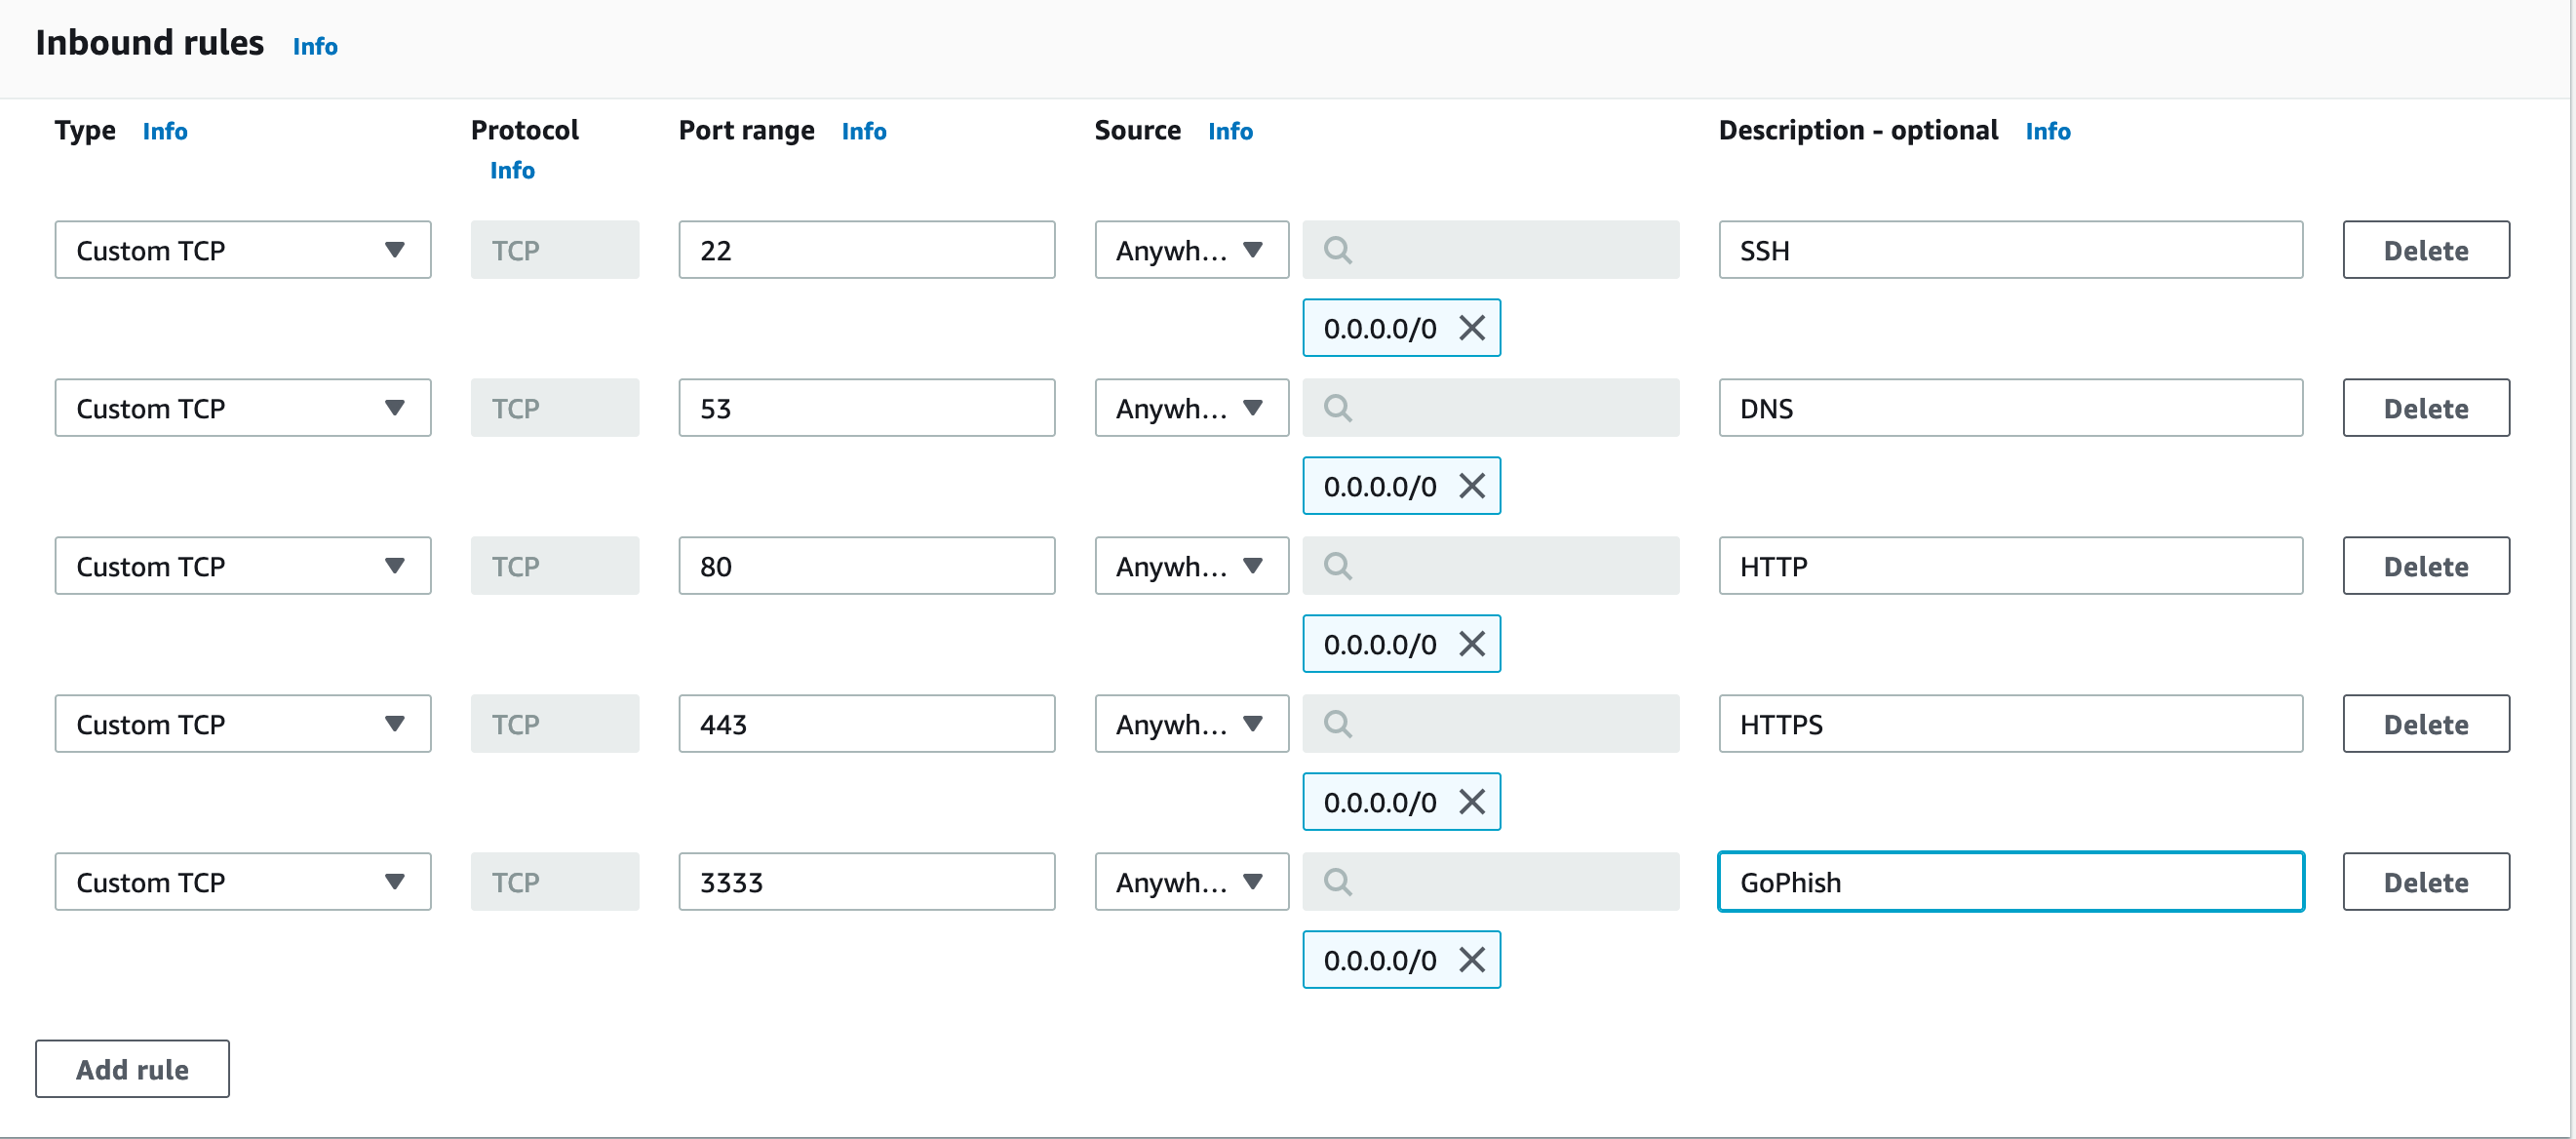 Inbound rules Info
Type Info Protocol Info Port range Info Source Info Description - optional Info
Custom TCP TCP 22 Anywh... SSH Delete
0.0.0.0/0
Custom TCP TCP 53 Anywh... DNS Delete
0.0.0.0/0
Custom TCP TCP 80 Anywh... HTTP Delete
0.0.0.0/0
Custom TCP TCP 443 Anywh... HTTPS Delete
0.0.0.0/0
Custom TCP TCP 3333 Anywh... GoPhish Delete
0.0.0.0/0
Add rule